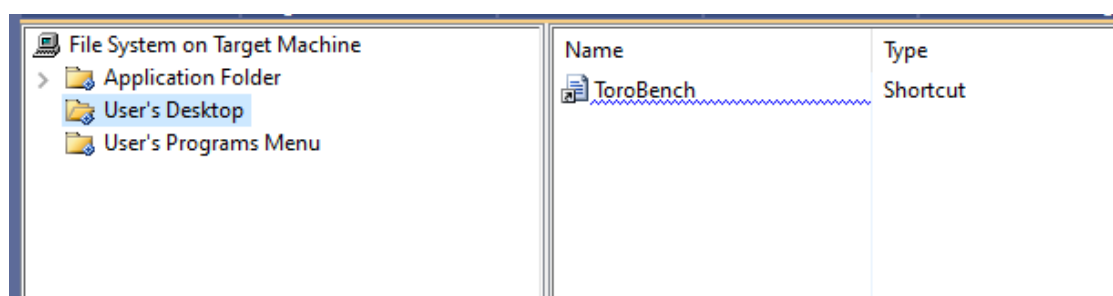 File System on Target Machine
Application Folder
User's Desktop
User's Programs Menu
Name Type
ToroBench Shortcut